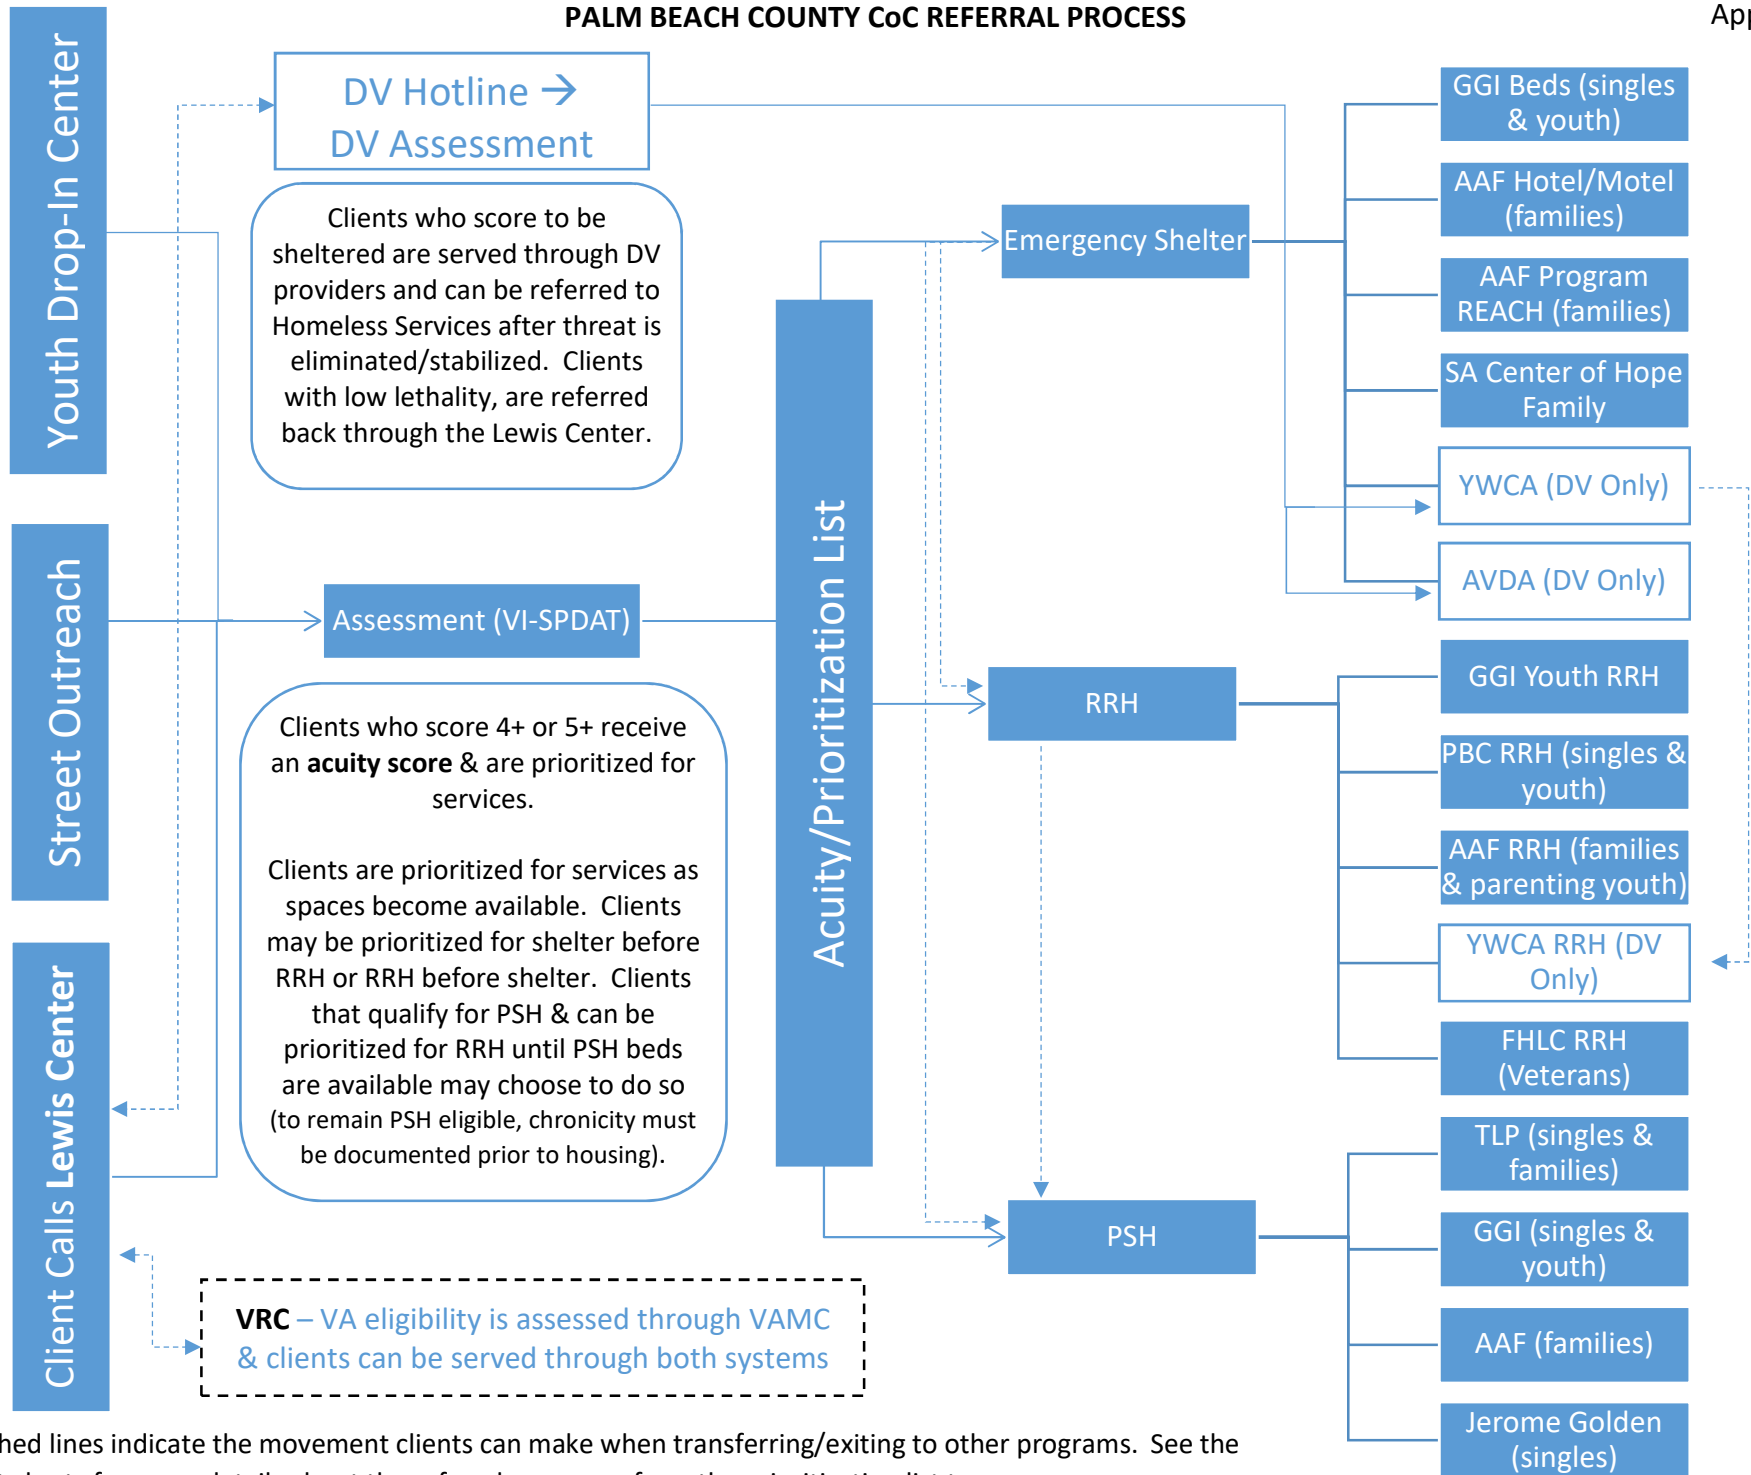 PALM BEACH COUNTY CoC REFERRAL PROCESS
Youth Drop-In Center
Street Outreach
Client Calls Lewis Center
DV Hotline →
DV Assessment
Clients who score to be
sheltered are served through DV
providers and can be referred to
Homeless Services after threat is
eliminated/stabilized. Clients
with low lethality, are referred
back through the Lewis Center.
Assessment (VI-SPDAT)
Clients who score 4+ or 5+ receive
an acuity score & are prioritized for
services.
Clients are prioritized for services as
spaces become available. Clients
may be prioritized for shelter before
RRH or RRH before shelter. Clients
that qualify for PSH & can be
prioritized for RRH until PSH beds
are available may choose to do so
(to remain PSH eligible, chronicity must
be documented prior to housing).
VRC – VA eligibility is assessed through VAMC
& clients can be served through both systems
Acuity/Prioritization List
Emergency Shelter
RRH
PSH
GGI Beds (singles
& youth)
AAF Hotel/Motel
(families)
AAF Program
REACH (families)
SA Center of Hope
Family
YWCA (DV Only)
AVDA (DV Only)
GGI Youth RRH
PBC RRH (singles &
youth)
AAF RRH (families
& parenting youth)
YWCA RRH (DV
Only)
FHLC RRH
(Veterans)
TLP (singles &
families)
GGI (singles &
youth)
AAF (families)
Jerome Golden
(singles)
lines indicate the movement clients can make when transferring/exiting to other programs. See the